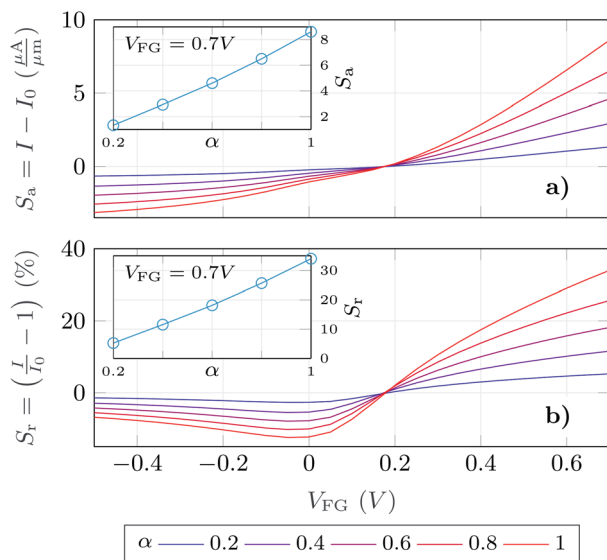 10
5
0
S_a = I − I_0 (μA/μm)
V_FG = 0.7V
8
6
4
2
S_a
0.2
α
1
a)
40
20
0
S_r = (I/I_0 − 1) (%)
V_FG = 0.7V
30
20
10
0
S_r
0.2
α
1
b)
−0.4 −0.2 0 0.2 0.4 0.6
V_FG (V)
α 0.2 0.4 0.6 0.8 1